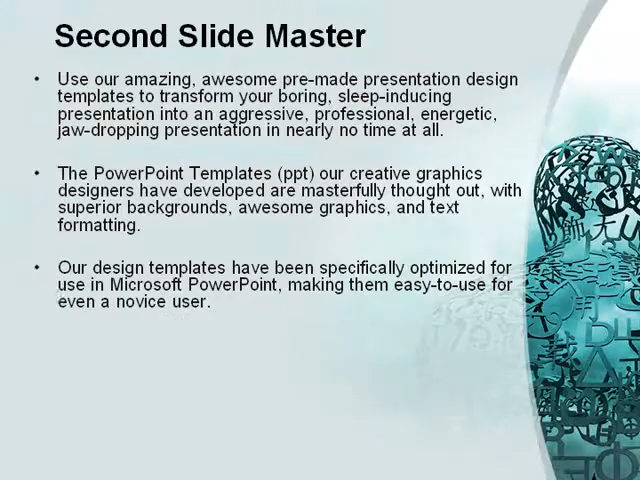 Second Slide Master
• Use our amazing, awesome pre-made presentation design
templates to transform your boring, sleep-inducing
presentation into an aggressive, professional, energetic,
jaw-dropping presentation in nearly no time at all.
• The PowerPoint Templates (ppt) our creative graphics
designers have developed are masterfully thought out, with
superior backgrounds, awesome graphics, and text
formatting.
• Our design templates have been specifically optimized for
use in Microsoft PowerPoint, making them easy-to-use for
even a novice user.